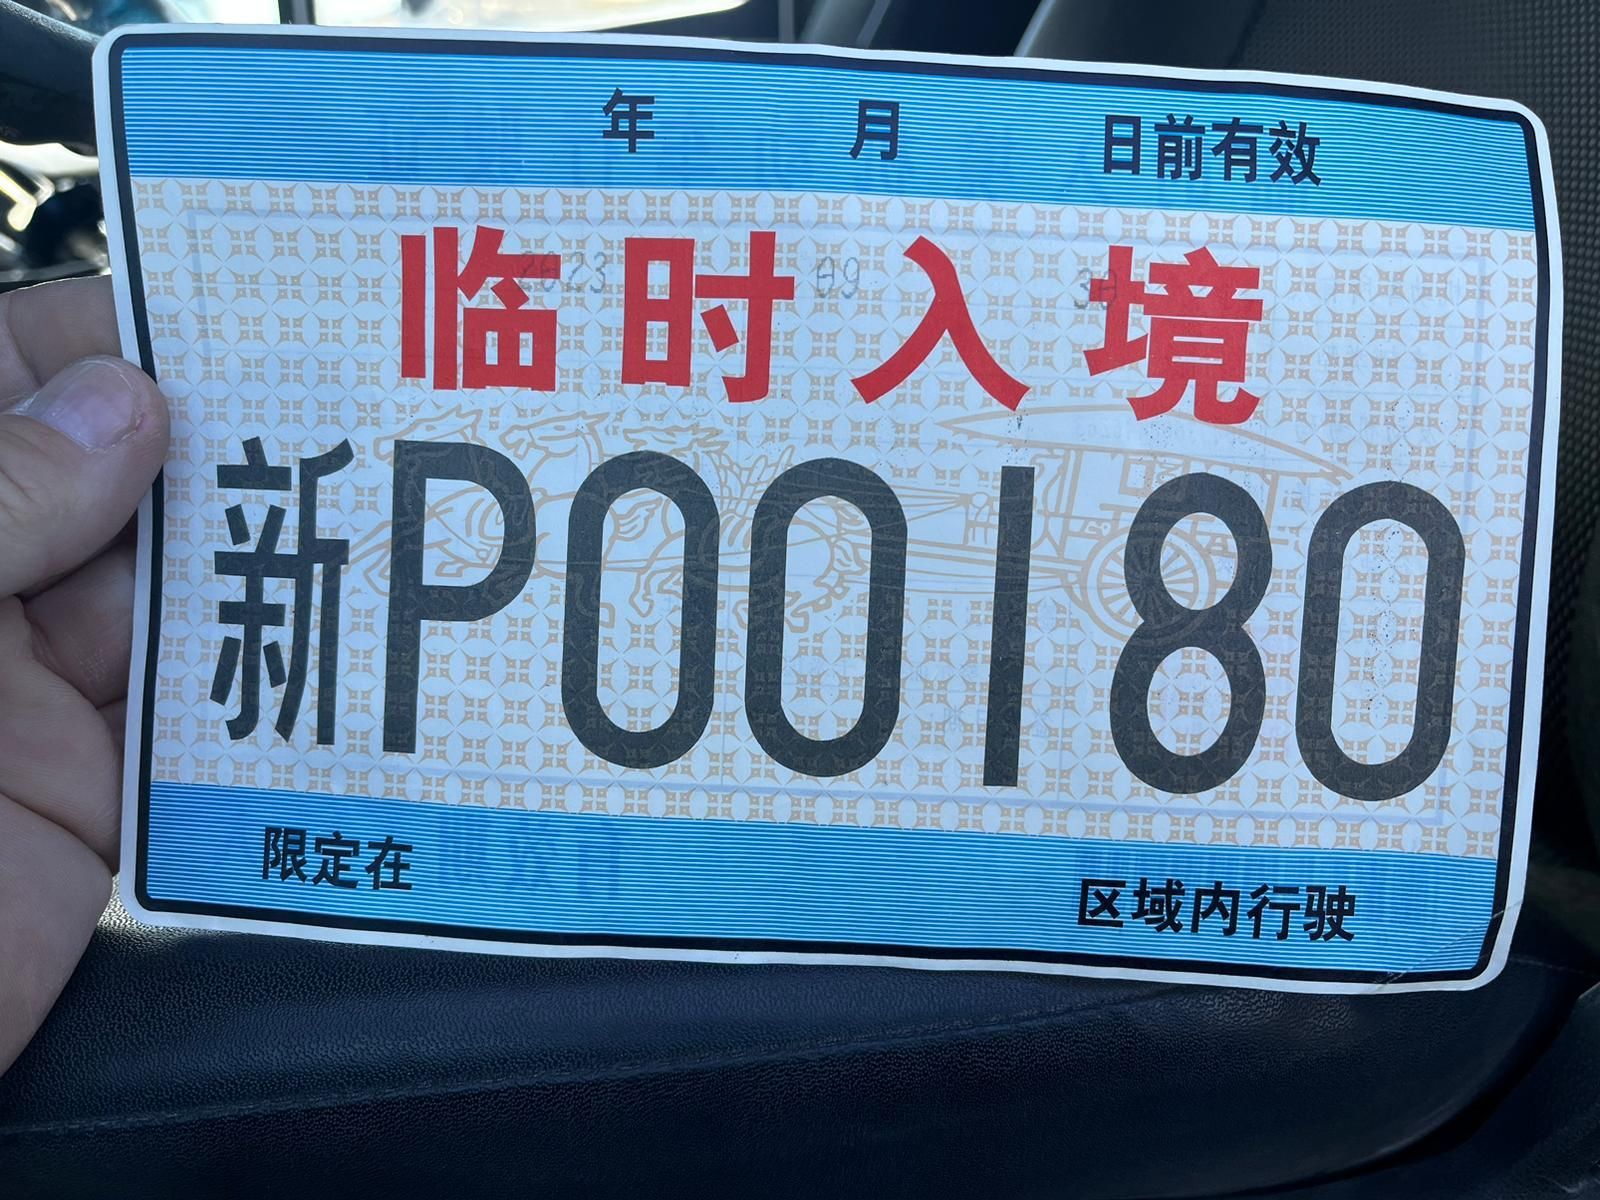 年 月 日前有效
2023 09 30
临时入境
新P00180
限定在 区域内行驶